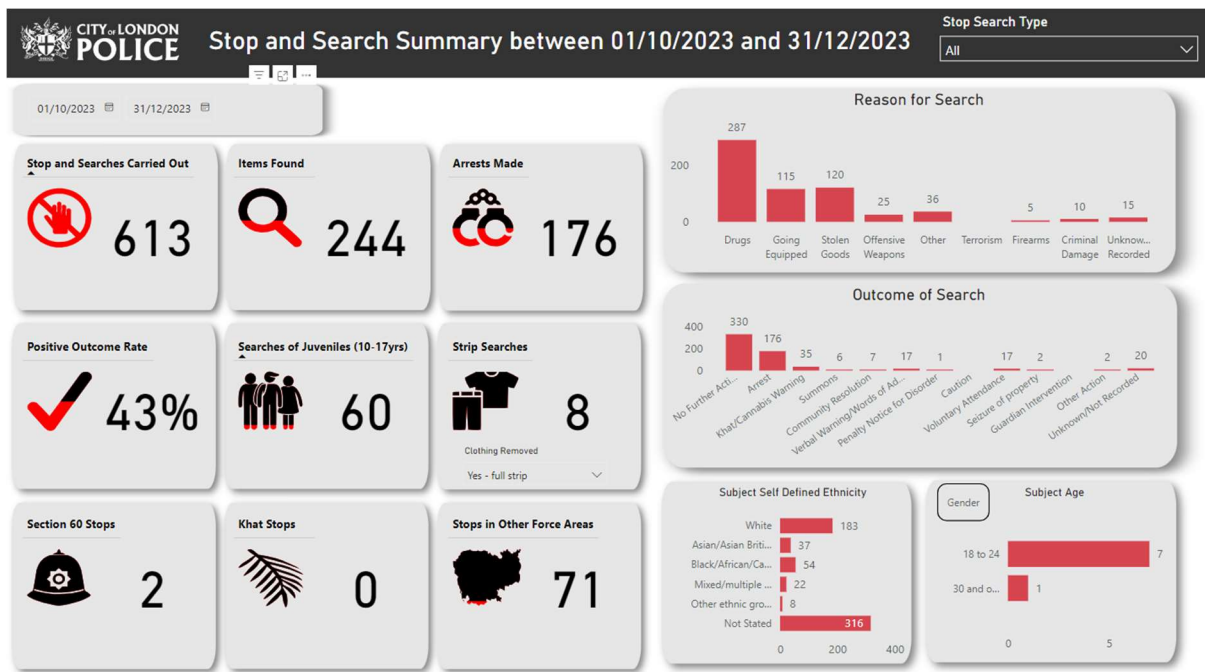 CITY OF LONDON
POLICE
Stop and Search Summary between 01/10/2023 and 31/12/2023
Stop Search Type
All
01/10/2023 31/12/2023
Stop and Searches Carried Out
613
Items Found
244
Arrests Made
176
Positive Outcome Rate
43%
Searches of Juveniles (10-17yrs)
60
Strip Searches
8
Clothing Removed
Yes - full strip
Section 60 Stops
2
Khat Stops
0
Stops in Other Force Areas
71
Reason for Search
287
115
120
25
36
5
10
15
200
0
Drugs
Going
Equipped
Stolen
Goods
Offensive
Weapons
Other
Terrorism
Firearms
Criminal
Damage
Unknow...
Recorded
Outcome of Search
400
200
0
330
176
35
6
7
17
1
17
2
2
20
No Further Acti...
Arrest
Khat/Cannabis Warning
Summons
Community Resolution
Verbal Warning/Words of Ad...
Penalty Notice for Disorder
Caution
Voluntary Attendance
Seizure of property
Guardian Intervention
Other Action
Unknown/Not Recorded
Subject Self Defined Ethnicity
White 183
Asian/Asian Briti... 37
Black/African/Ca... 54
Mixed/multiple ... 22
Other ethnic gro... 8
Not Stated 316
0 200 400
Gender
Subject Age
18 to 24 7
30 and o... 1
0 5